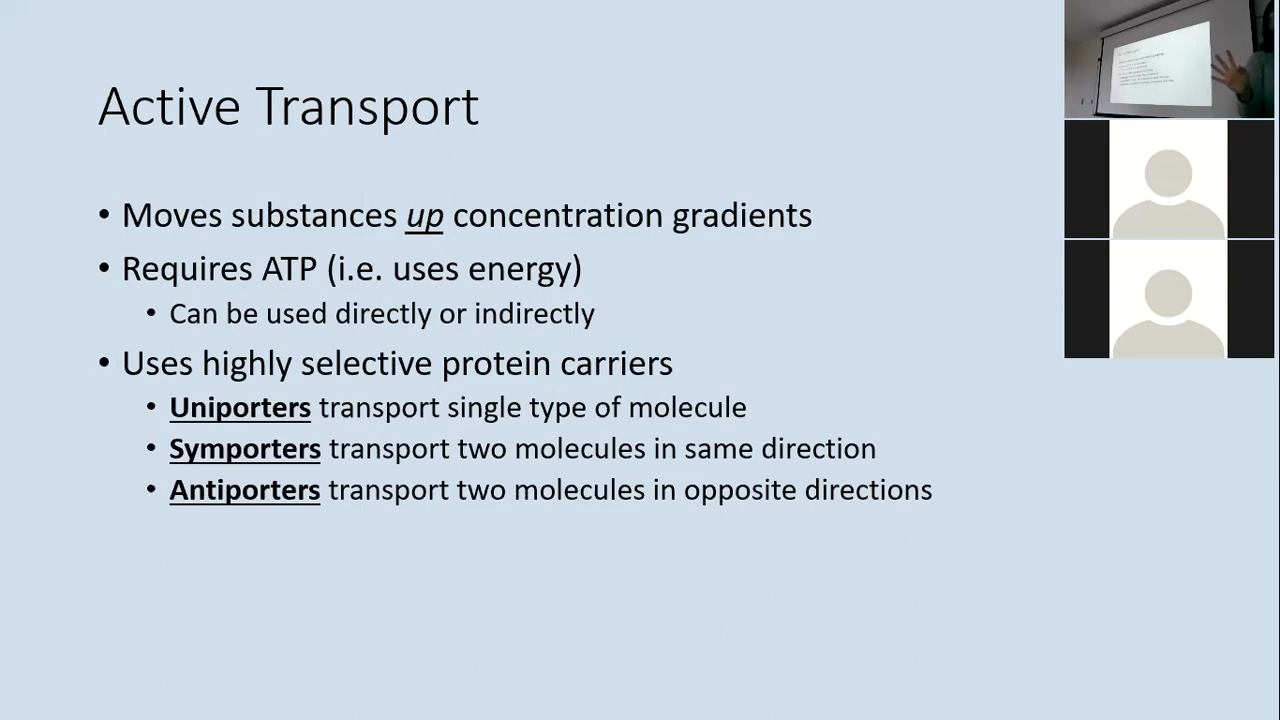 Active Transport
• Moves substances up concentration gradients
• Requires ATP (i.e. uses energy)
• Can be used directly or indirectly
• Uses highly selective protein carriers
• Uniporters transport single type of molecule
• Symporters transport two molecules in same direction
• Antiporters transport two molecules in opposite directions